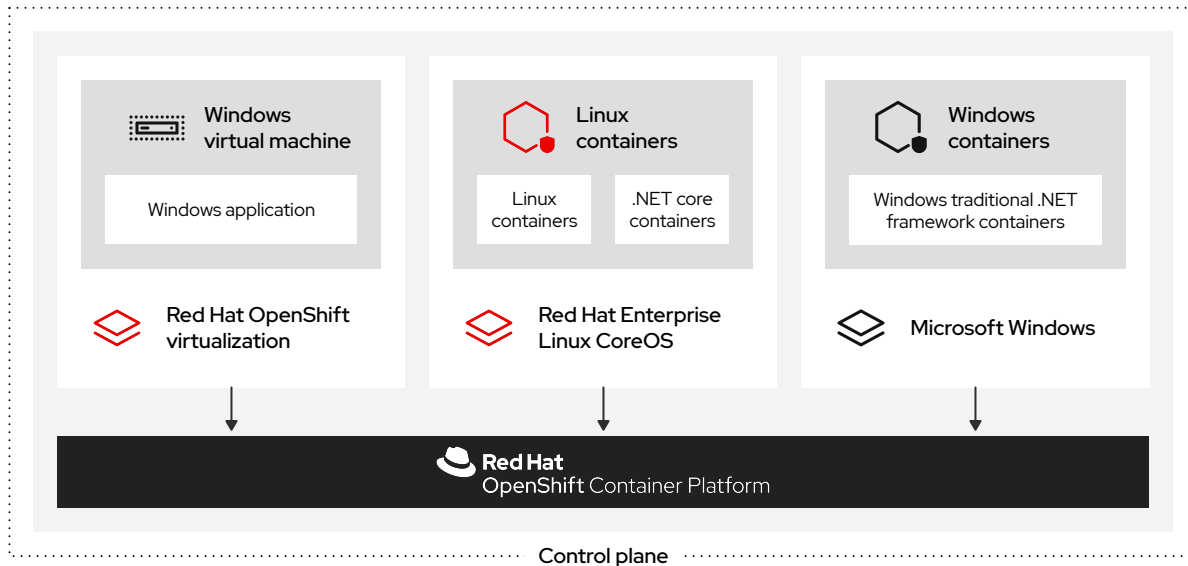 Windows
virtual machine
Windows application
Red Hat OpenShift
virtualization
Linux
containers
Linux
containers
.NET core
containers
Red Hat Enterprise
Linux CoreOS
Windows
containers
Windows traditional .NET
framework containers
Microsoft Windows
Red Hat
OpenShift Container Platform
Control plane